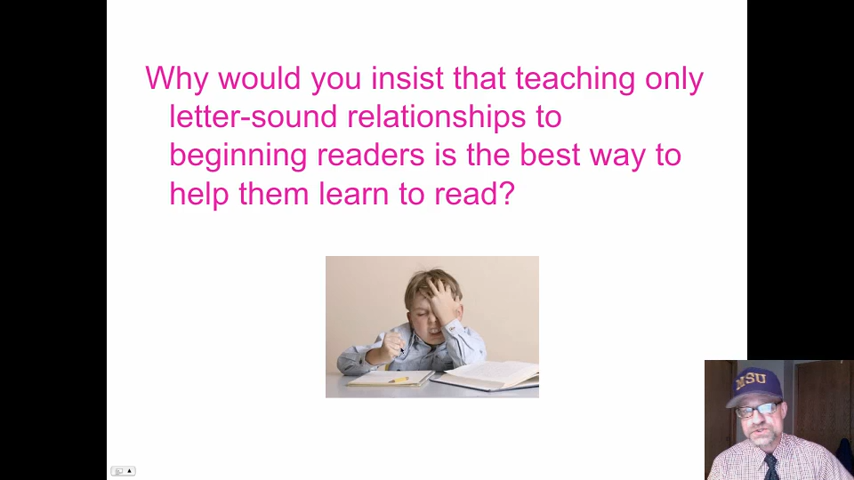 Why would you insist that teaching only
letter-sound relationships to
beginning readers is the best way to
help them learn to read?
MSU